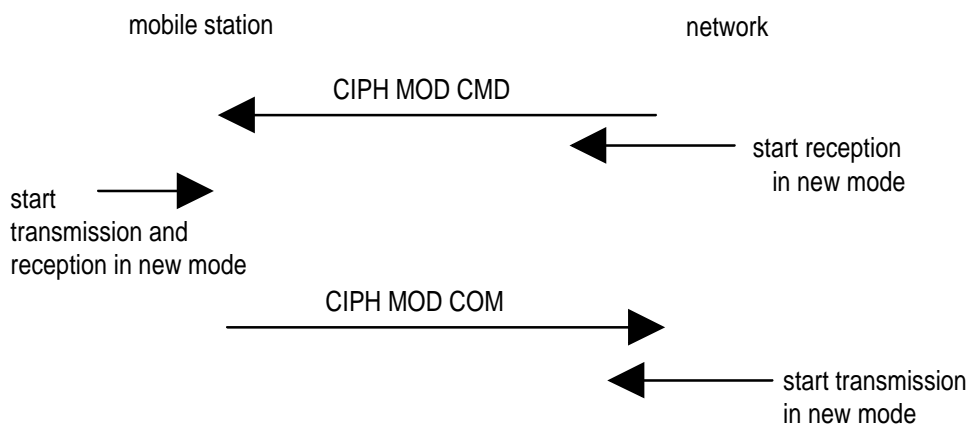 mobile station
network
CIPH MOD CMD
start reception
in new mode
start
transmission and
reception in new mode
CIPH MOD COM
start transmission
in new mode